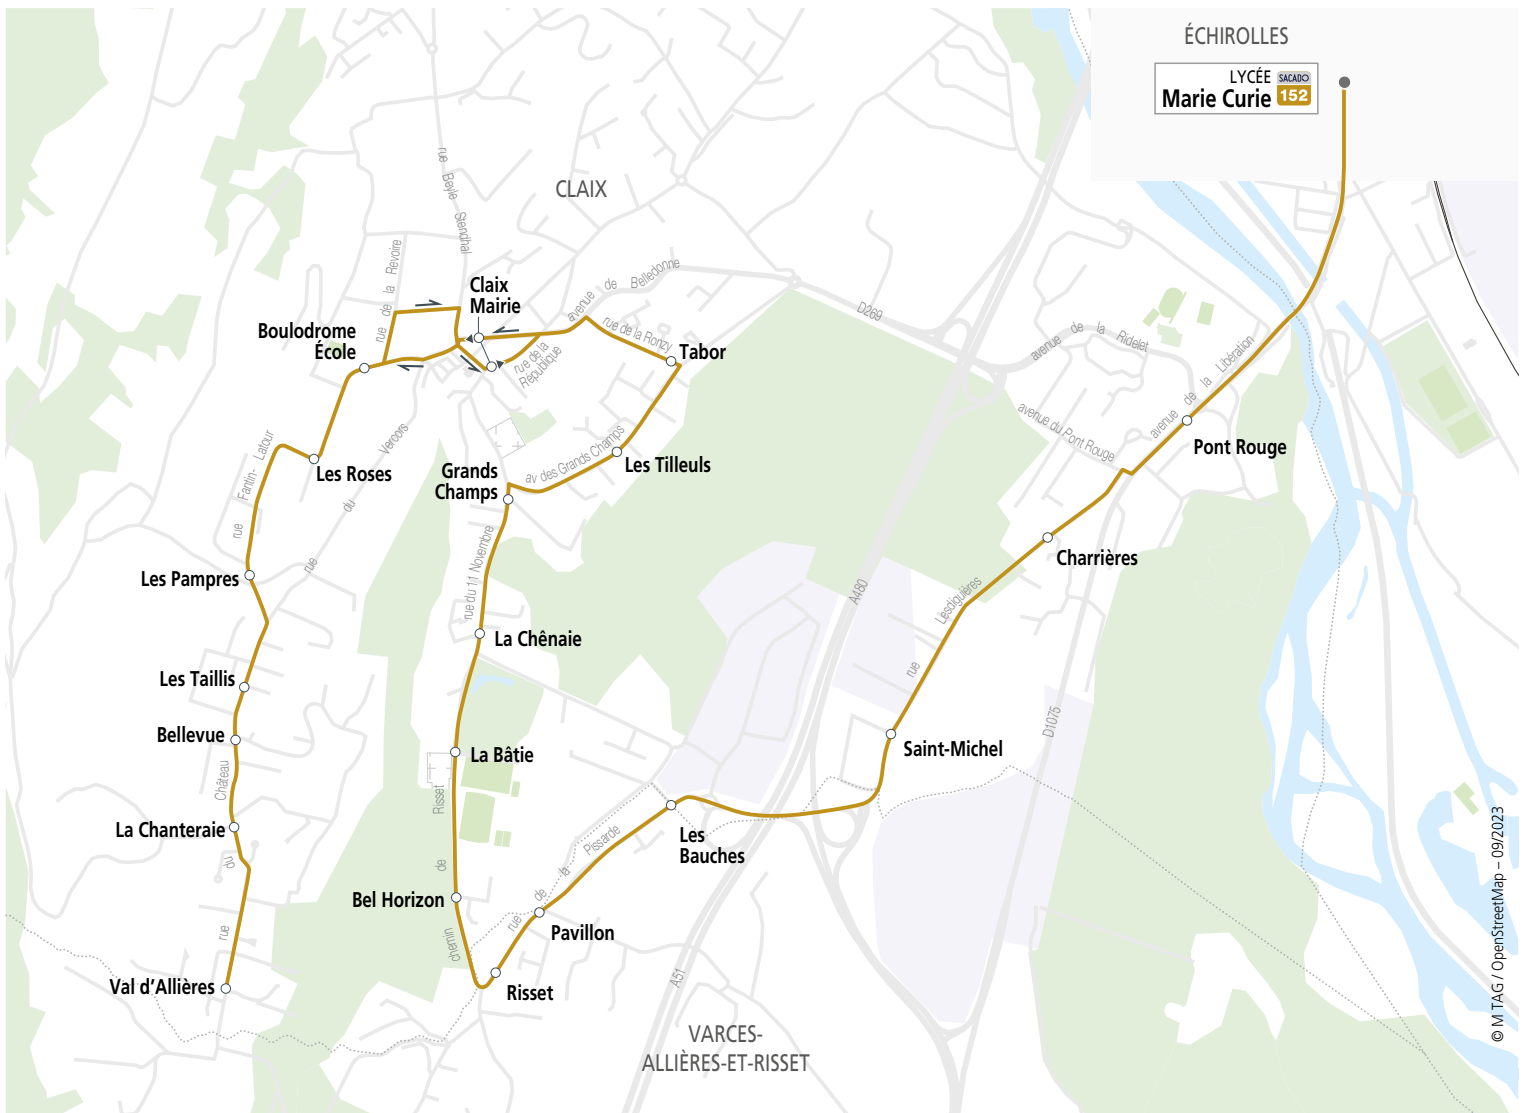 ÉCHIROLLES
LYCÉE SACADO
Marie Curie 152
CLAIX
rue Beyle Stendhal
rue de la Revoire
Claix
Mairie
avenue de Belledonne
rue de la Ronzy
D269
Boulodrome
École
rue de la
République
Tabor
avenue de la Ridelet
avenue de la Libération
avenue du Pont Rouge
Pont Rouge
rue Fantin-Latour
Les Roses
rue du Vercors
Grands
Champs
av des Grands Champs
Les Tilleuls
Les Pampres
rue du 11 Novembre
A480
Charrières
rue Lesdiguières
La Chênaie
Les Taillis
Bellevue
La Bâtie
Saint-Michel
D1075
rue du Château
chemin de Risset
La Chanteraie
rue de la Pissarde
Les
Bauches
Bel Horizon
Pavillon
Val d'Allières
Risset
A51
VARCES-
ALLIÈRES-ET-RISSET
© M TAG / OpenStreetMap – 09/2023